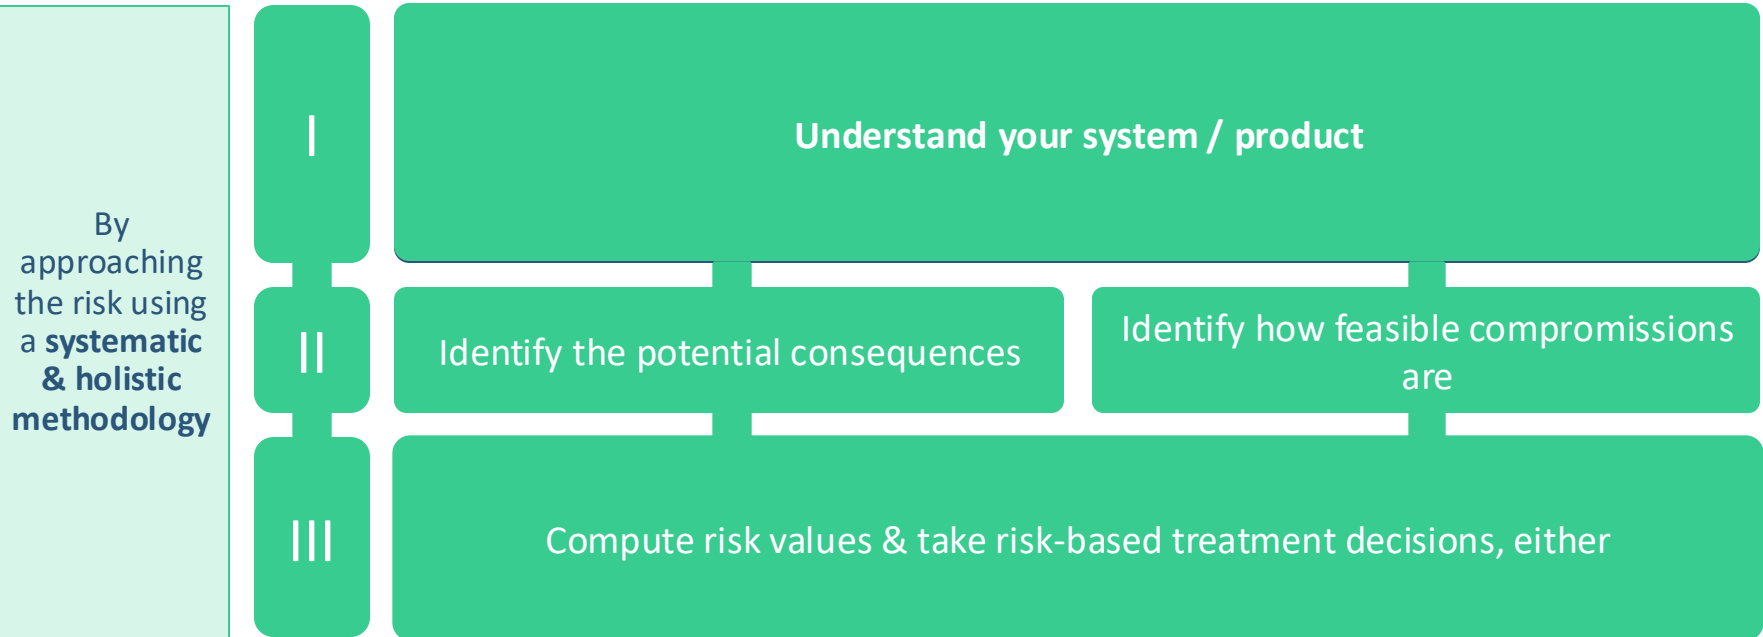 By
approaching
the risk using
a systematic
& holistic
methodology
I
Understand your system / product
II
Identify the potential consequences
Identify how feasible compromissions
are
III
Compute risk values & take risk-based treatment decisions, either